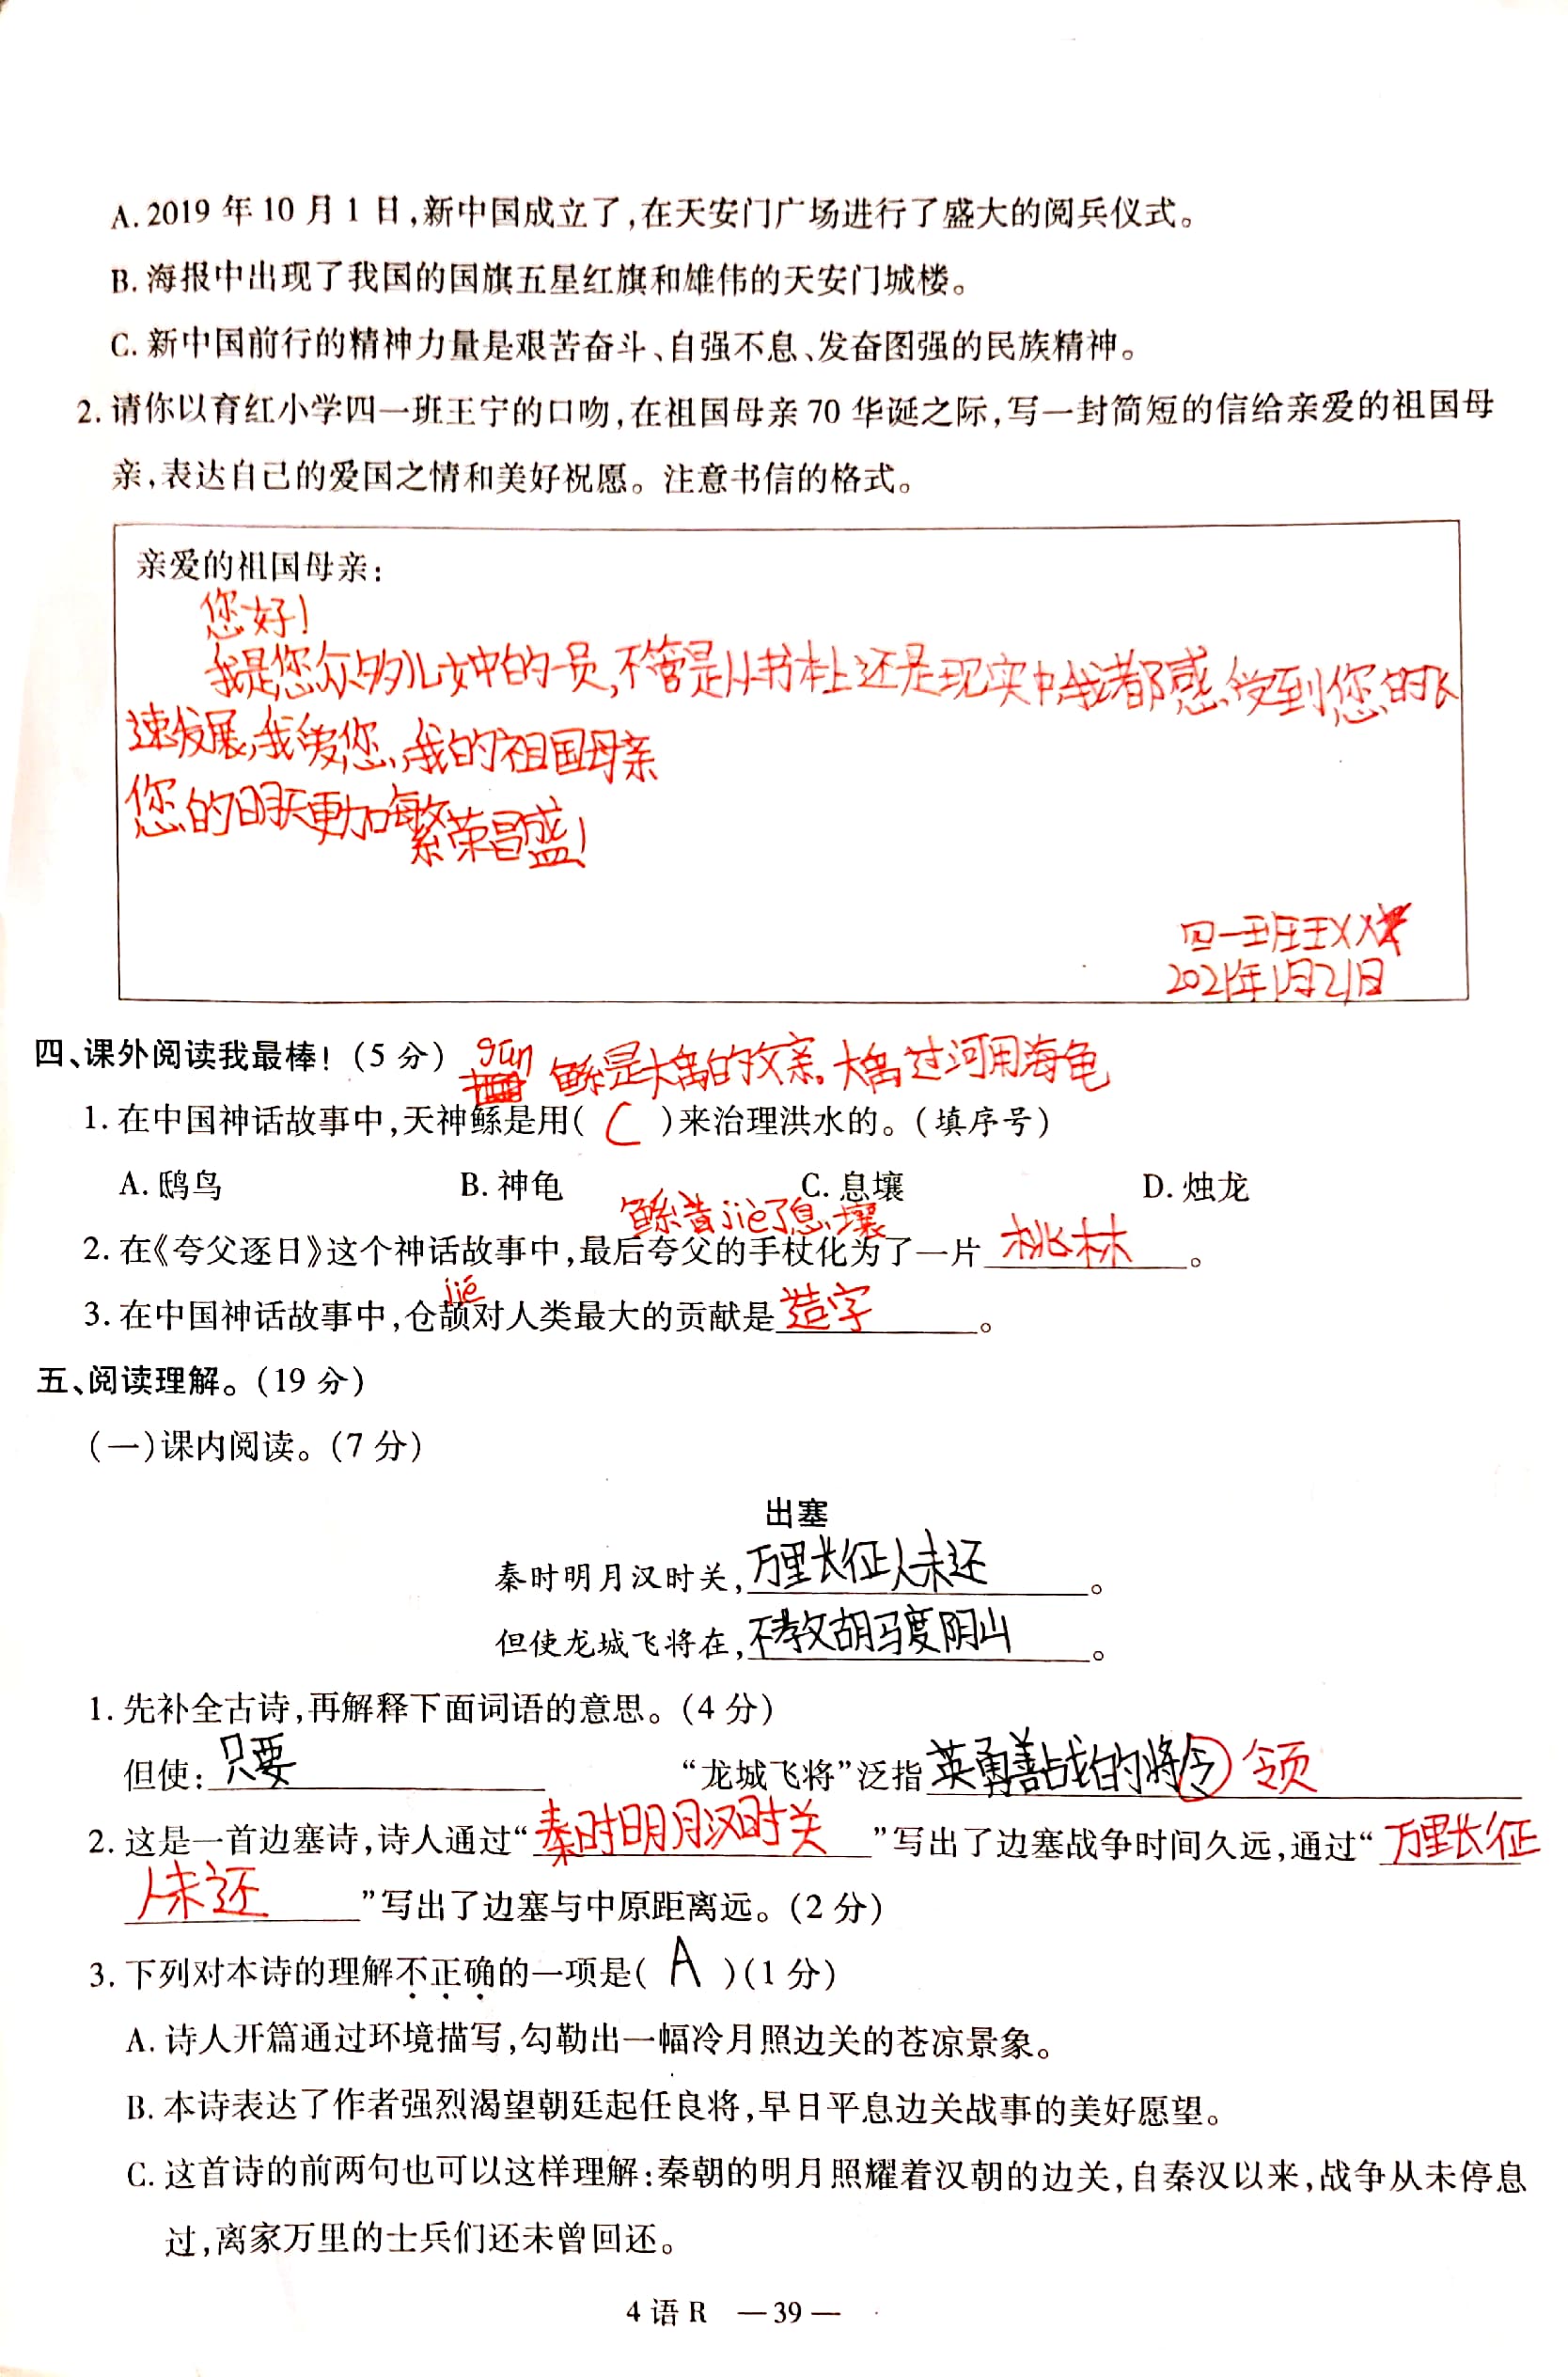 A. 2019 年 10 月 1 日,新中国成立了,在天安门广场进行了盛大的阅兵仪式。
B. 海报中出现了我国的国旗五星红旗和雄伟的天安门城楼。
C. 新中国前行的精神力量是艰苦奋斗、自强不息、发奋图强的民族精神。
2. 请你以育红小学四一班王宁的口吻,在祖国母亲 70 华诞之际,写一封简短的信给亲爱的祖国母
亲,表达自己的爱国之情和美好祝愿。注意书信的格式。
亲爱的祖国母亲:
您好!
我是您众多儿女中的一员,不管是从书本上还是现实中,我都感受到您的飞
速发展,我爱您,我的祖国母亲
您的明天更加繁荣昌盛!
四一班王XX
2021年1月21日
四、课外阅读我最棒!(5 分)
gǔn 鲧是大禹的父亲。大禹过河用海龟
1. 在中国神话故事中,天神鲧是用( C )来治理洪水的。(填序号)
A. 鸱鸟 B. 神龟 C. 息壤 D. 烛龙
鲧昔jiè了息壤
2. 在《夸父逐日》这个神话故事中,最后夸父的手杖化为了一片桃林。
jié
3. 在中国神话故事中,仓颉对人类最大的贡献是造字。
五、阅读理解。(19 分)
(一)课内阅读。(7 分)
出塞
秦时明月汉时关,万里长征人未还。
但使龙城飞将在,不教胡马度阴山。
1. 先补全古诗,再解释下面词语的意思。(4 分)
但使:只要 “龙城飞将”泛指英勇善战的将令 领
2. 这是一首边塞诗,诗人通过“秦时明月汉时关”写出了边塞战争时间久远,通过“万里长征
人未还”写出了边塞与中原距离远。(2 分)
3. 下列对本诗的理解不正确的一项是( A )(1 分)
A. 诗人开篇通过环境描写,勾勒出一幅冷月照边关的苍凉景象。
B. 本诗表达了作者强烈渴望朝廷起任良将,早日平息边关战事的美好愿望。
C. 这首诗的前两句也可以这样理解:秦朝的明月照耀着汉朝的边关,自秦汉以来,战争从未停息
过,离家万里的士兵们还未曾回还。
4 语 R —39—